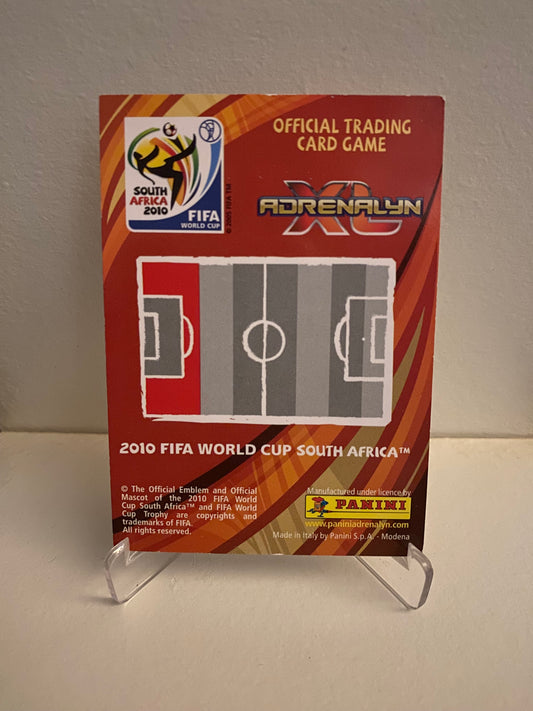 SOUTH
AFRICA
2010
FIFA
WORLD CUP
© 2005 FIFA TM
OFFICIAL TRADING
CARD GAME
ADRENALYN
XL
2010 FIFA WORLD CUP SOUTH AFRICA™
© The Official Emblem and Official
Mascot of the 2010 FIFA World
Cup South Africa™ and FIFA World
Cup Trophy are copyrights and
trademarks of FIFA.
All rights reserved.
Manufactured under licence by
PANINI
www.paniniadrenalyn.com
Made in Italy by Panini S.p.A. - Modena